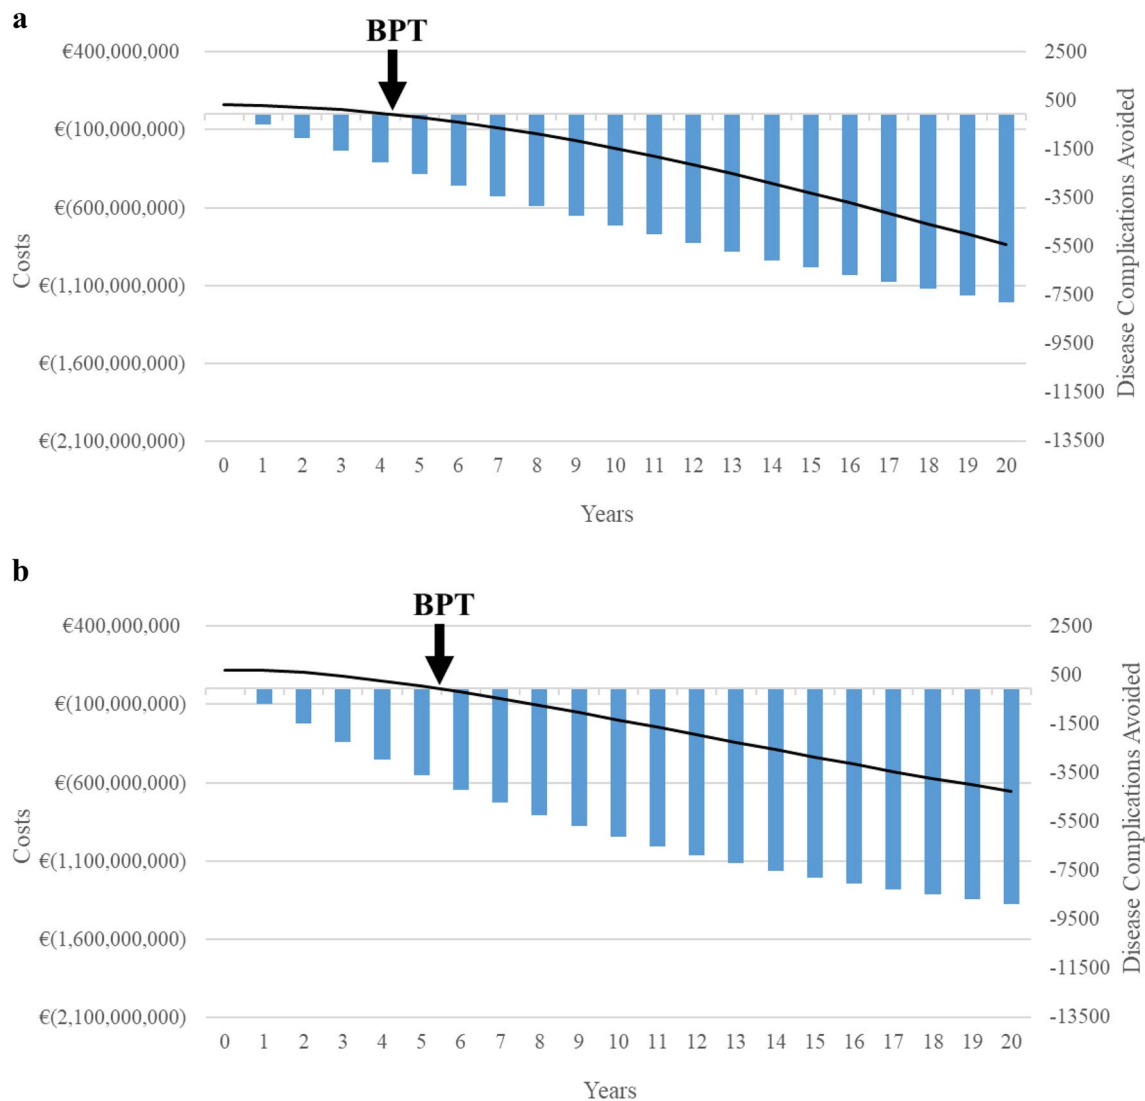 a
BPT
€400,000,000
2500
500
€(100,000,000)
-1500
-3500
€(600,000,000)
-5500
€(1,100,000,000)
-7500
-9500
€(1,600,000,000)
-11500
€(2,100,000,000)
-13500
Costs
Disease Complications Avoided
0 1 2 3 4 5 6 7 8 9 10 11 12 13 14 15 16 17 18 19 20
Years
b
BPT
€400,000,000
2500
500
€(100,000,000)
-1500
-3500
€(600,000,000)
-5500
€(1,100,000,000)
-7500
-9500
€(1,600,000,000)
-11500
€(2,100,000,000)
-13500
Costs
Disease Complications Avoided
0 1 2 3 4 5 6 7 8 9 10 11 12 13 14 15 16 17 18 19 20
Years